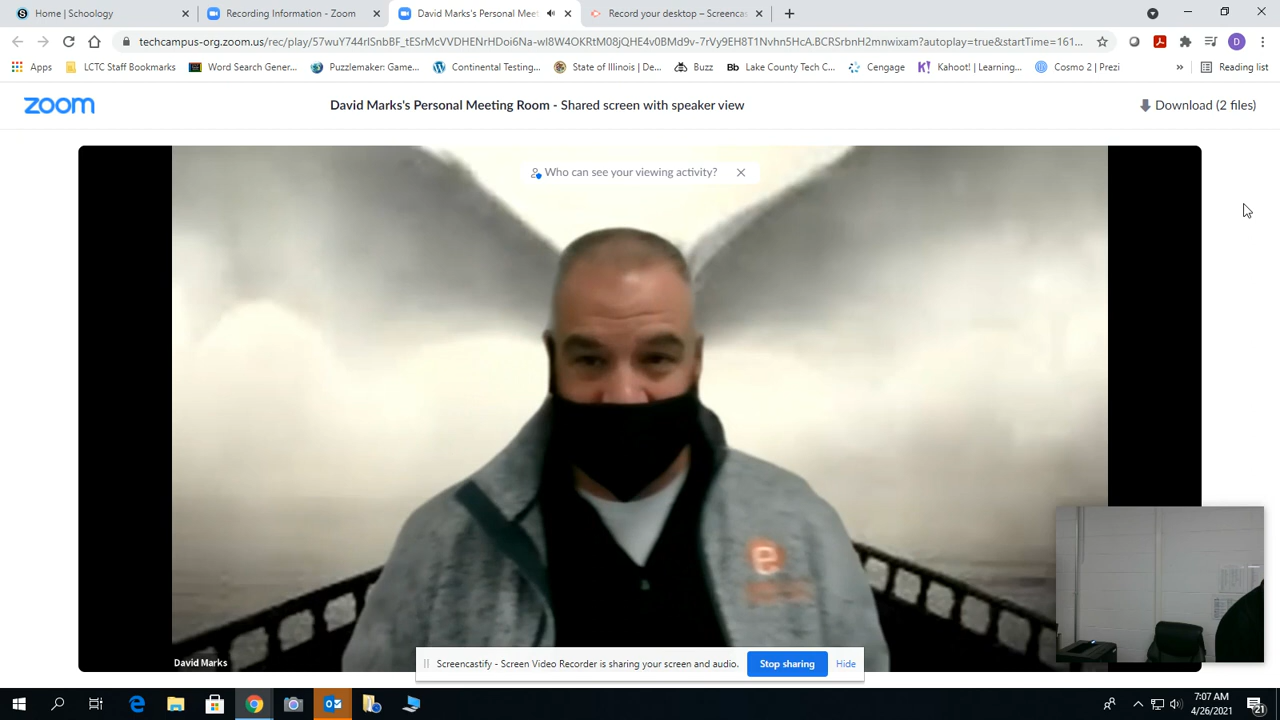 Home | Schoology
Recording Information - Zoom
David Marks's Personal Meet
Record your desktop – Screencas
techcampus-org.zoom.us/rec/play/57wuY744rISnbBF_tESrMcVVDHENrHDoi6Na-wl8W4OKRtM08jQHE4v0BMd9v-7rVy9EH8T1Nvhn5HcA.BCRSrbnH2mnwixam?autoplay=true&startTime=161...
D
Apps
LCTC Staff Bookmarks
Word Search Gener...
Puzzlemaker: Game...
Continental Testing...
State of Illinois | De...
Buzz
Bb Lake County Tech C...
Cengage
K! Kahoot! | Learning...
Cosmo 2 | Prezi
»
Reading list
zoom
David Marks's Personal Meeting Room - Shared screen with speaker view
Download (2 files)
Who can see your viewing activity?
e
David Marks
Screencastify - Screen Video Recorder is sharing your screen and audio.
Stop sharing
Hide
7:07 AM
4/26/2021
21